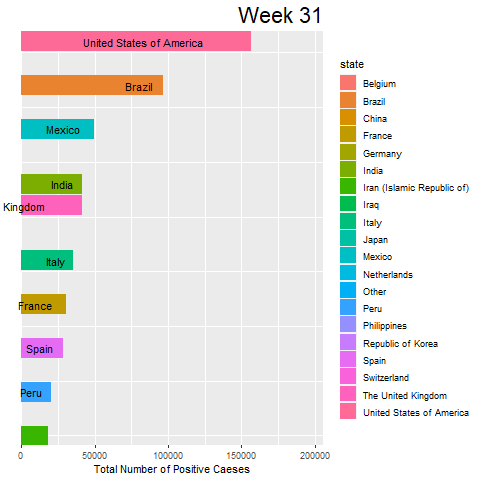 Week 31
United States of America
Brazil
Mexico
India
Kingdom
Italy
France
Spain
Peru
0 50000 100000 150000 200000
Total Number of Positive Caeses
state
Belgium
Brazil
China
France
Germany
India
Iran (Islamic Republic of)
Iraq
Italy
Japan
Mexico
Netherlands
Other
Peru
Philippines
Republic of Korea
Spain
Switzerland
The United Kingdom
United States of America